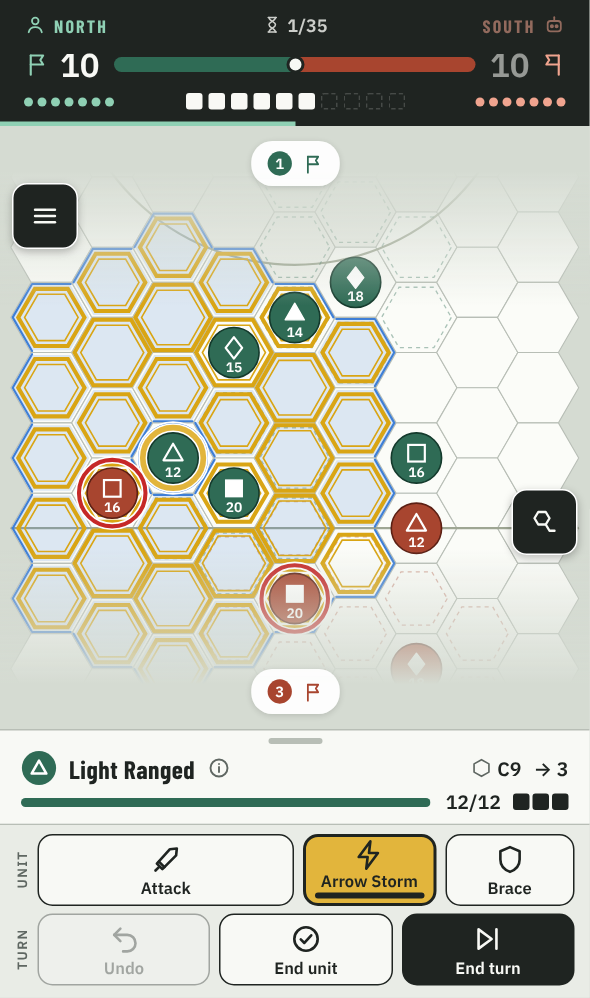 NORTH
1/35
SOUTH
10
10
1
18
14
15
12
16
16
20
12
20
3
Light Ranged
C9 → 3
12/12
UNIT
Attack
Arrow Storm
Brace
TURN
Undo
End unit
End turn